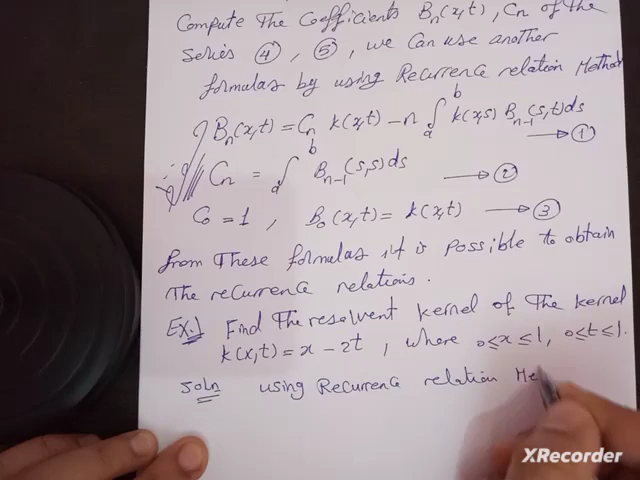 Compute The Coefficients Bₙ(x,t), Cₙ of the
Series ④, ⑤, we Can use another
formulas by using Recurrence relation Method
Bₙ(x,t) = Cₙ k(x,t) - n ∫ₐᵇ k(x,s) Bₙ₋₁(s,t)ds → ①
Cₙ = ∫ₐᵇ Bₙ₋₁(s,s)ds → ②
C₀ = 1 , B₀(x,t) = k(x,t) → ③
from These formulas it is possible to obtain
The recurrence relations.
EX.1 Find The resolvent kernel of The kernel
k(x,t) = x - 2t , where 0≤x≤1, 0≤t≤1.
Soln using Recurrence relation Me
XRecorder